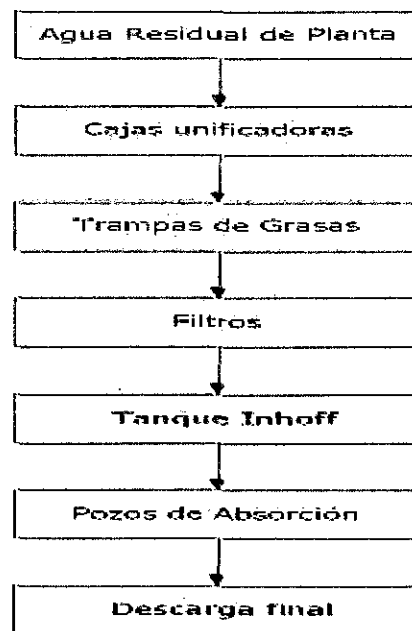 Agua Residual de Planta
Cajas unificadoras
Trampas de Grasas
Filtros
Tanque Inhoff
Pozos de Absorción
Descarga final